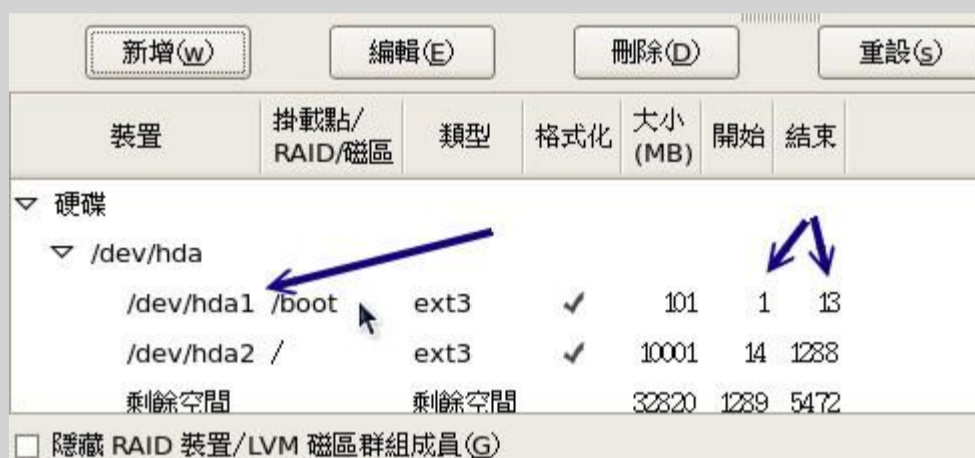 新增(W) 編輯(E) 刪除(D) 重設(S)
裝置 掛載點/RAID/磁區 類型 格式化 大小(MB) 開始 結束
硬碟
/dev/hda
/dev/hda1 /boot ext3 ✓ 101 1 13
/dev/hda2 / ext3 ✓ 10001 14 1288
剩餘空間 剩餘空間 32820 1289 5472
隱藏 RAID 裝置/LVM 磁區群組成員(G)